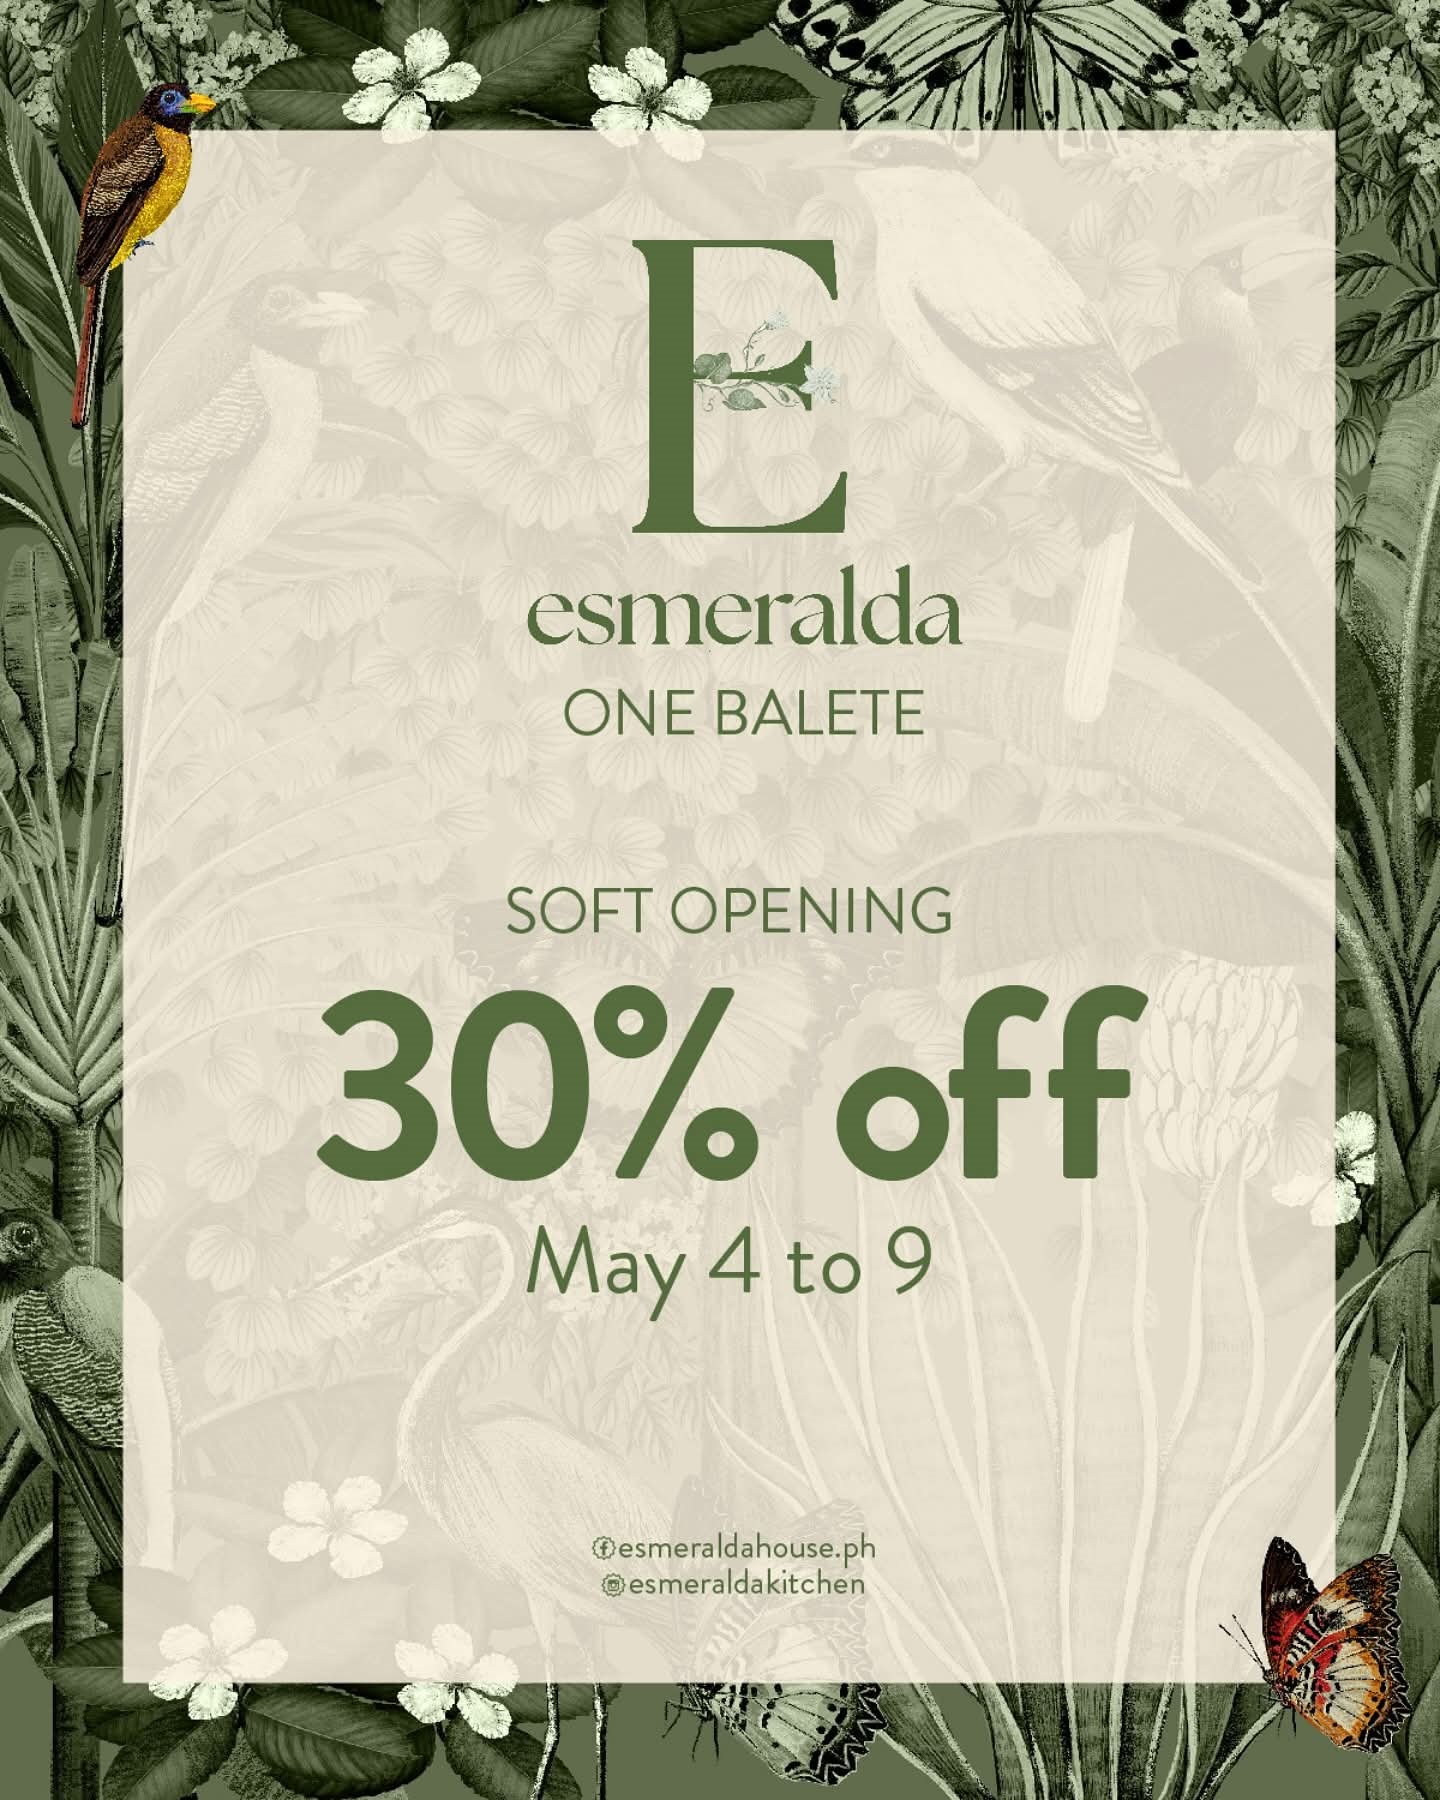 E
esmeralda
ONE BALETE
SOFT OPENING
30% off
May 4 to 9
esmeraldahouse.ph
esmeraldakitchen